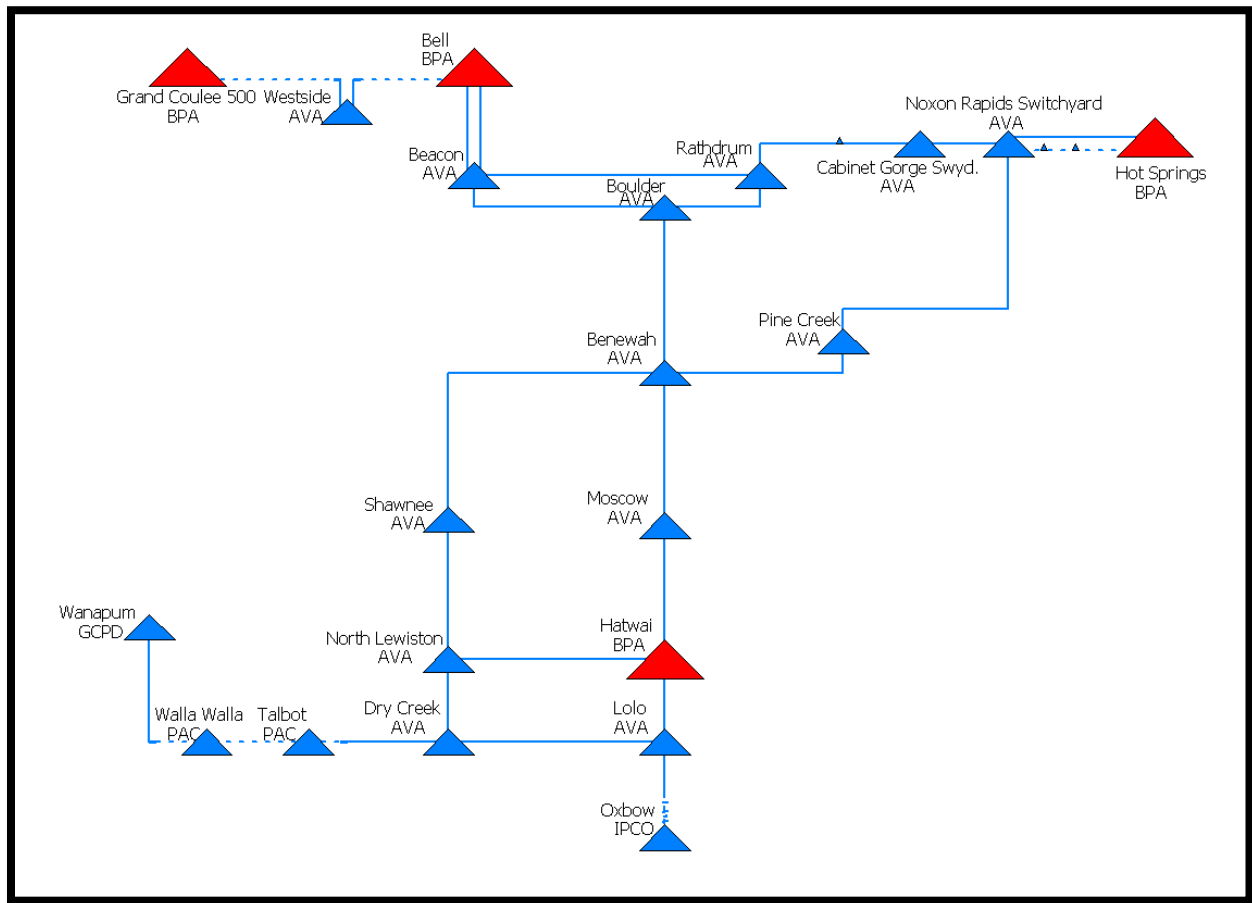 Bell
BPA
Grand Coulee 500
BPA
Westside
AVA
Noxon Rapids Switchyard
AVA
Beacon
AVA
Rathdrum
AVA
Cabinet Gorge Swyd.
AVA
Hot Springs
BPA
Boulder
AVA
Pine Creek
AVA
Benewah
AVA
Shawnee
AVA
Moscow
AVA
Wanapum
GCPD
North Lewiston
AVA
Hatwai
BPA
Walla Walla
PAC
Talbot
PAC
Dry Creek
AVA
Lolo
AVA
Oxbow
IPCO